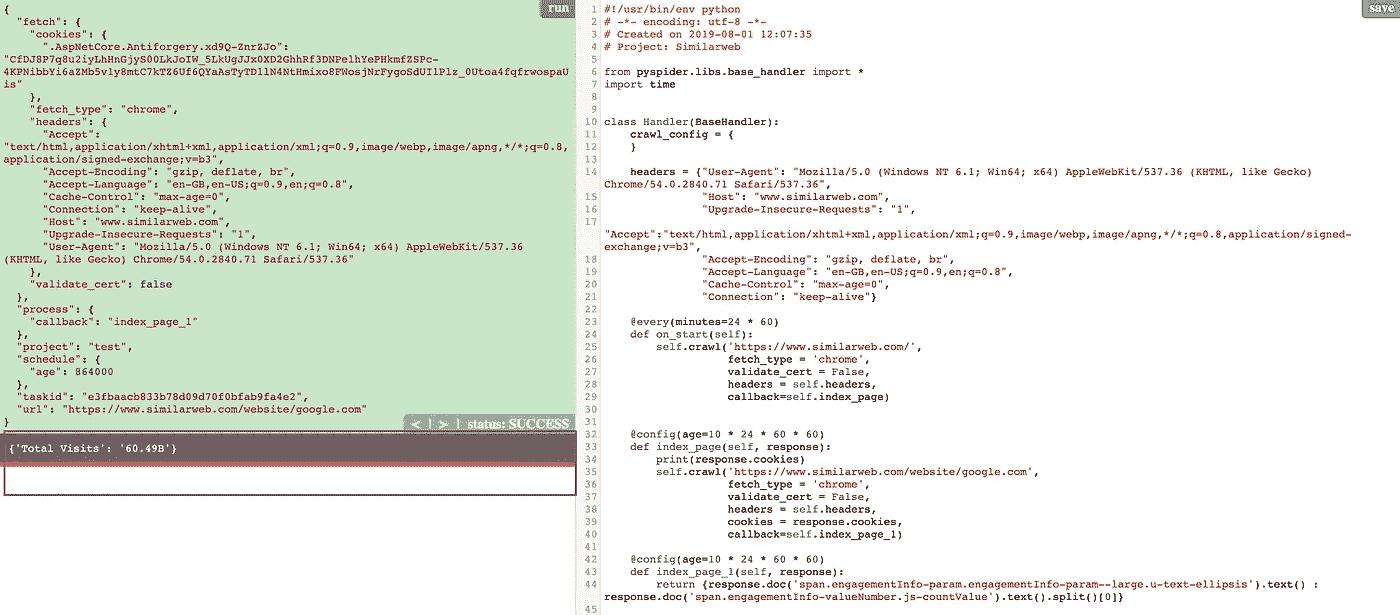 {
  "fetch": {
    "cookies": {
      ".AspNetCore.Antiforgery.xd9Q-ZnrZJo":
    },
    "fetch_type": "chrome",
    "headers": {
      "Accept":
"text/html,application/xhtml+xml,application/xml;q=0.9,image/webp,image/apng,*/*;q=0.8,
application/signed-exchange;v=b3",
      "Accept-Encoding": "gzip, deflate, br",
      "Accept-Language": "en-GB,en-US;q=0.9,en;q=0.8",
      "Cache-Control": "max-age=0",
      "Connection": "keep-alive",
      "Host": "www.similarweb.com",
      "Upgrade-Insecure-Requests": "1",
      "User-Agent": "Mozilla/5.0 (Windows NT 6.1; Win64; x64) AppleWebKit/537.36
(KHTML, like Gecko) Chrome/54.0.2840.71 Safari/537.36"
    },
    "validate_cert": false
  },
  "process": {
    "callback": "index_page_1"
  },
  "project": "test",
  "schedule": {
    "age": 864000
  },
  "taskid": "e3fbaacb833b78d09d70f0bfab9fa4e2",
  "url": "https://www.similarweb.com/website/google.com"
}
run
< | > | status: SUCCESS
{'Total Visits': '60.49B'}
save
1 #!/usr/bin/env python
2 # -*- encoding: utf-8 -*-
3 # Created on 2019-08-01 12:07:35
4 # Project: Similarweb
5
6 from pyspider.libs.base_handler import *
7 import time
8
9
10 class Handler(BaseHandler):
11     crawl_config = {
12     }
13
14     headers = {"User-Agent": "Mozilla/5.0 (Windows NT 6.1; Win64; x64) AppleWebKit/537.36 (KHTML, like Gecko)
Chrome/54.0.2840.71 Safari/537.36",
15                "Host": "www.similarweb.com",
16                "Upgrade-Insecure-Requests": "1",
17
"Accept":"text/html,application/xhtml+xml,application/xml;q=0.9,image/webp,image/apng,*/*;q=0.8,application/signed-
exchange;v=b3",
18                "Accept-Encoding": "gzip, deflate, br",
19                "Accept-Language": "en-GB,en-US;q=0.9,en;q=0.8",
20                "Cache-Control": "max-age=0",
21                "Connection": "keep-alive"}
22
23     @every(minutes=24 * 60)
24     def on_start(self):
25         self.crawl('https://www.similarweb.com/',
26                    fetch_type = 'chrome',
27                    validate_cert = False,
28                    headers = self.headers,
29                    callback=self.index_page)
30
31
32     @config(age=10 * 24 * 60 * 60)
33     def index_page(self, response):
34         print(response.cookies)
35         self.crawl('https://www.similarweb.com/website/google.com',
36                    fetch_type = 'chrome',
37                    validate_cert = False,
38                    headers = self.headers,
39                    cookies = response.cookies,
40                    callback=self.index_page_1)
41
42     @config(age=10 * 24 * 60 * 60)
43     def index_page_1(self, response):
44         return {response.doc('span.engagementInfo-param.engagementInfo-param--large.u-text-ellipsis').text() :
response.doc('span.engagementInfo-valueNumber.js-countValue').text().split()[0]}
45